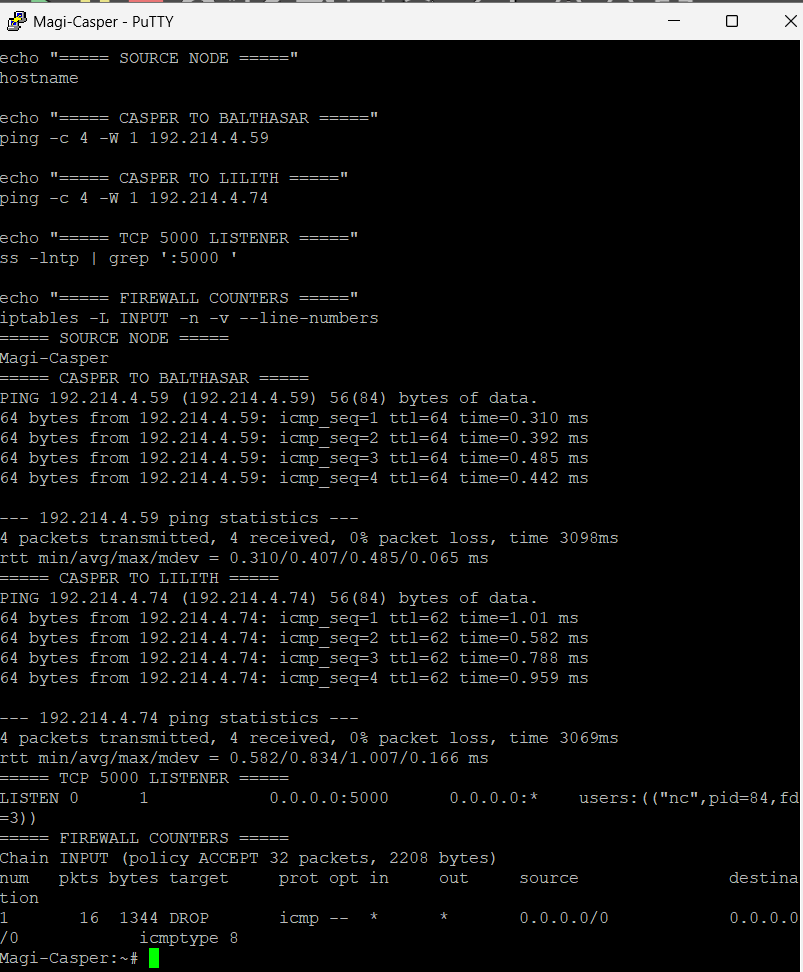 Magi-Casper - PuTTY
echo "===== SOURCE NODE ====="
hostname
echo "===== CASPER TO BALTHASAR ====="
ping -c 4 -W 1 192.214.4.59
echo "===== CASPER TO LILITH ====="
ping -c 4 -W 1 192.214.4.74
echo "===== TCP 5000 LISTENER ====="
ss -lntp | grep ':5000 '
echo "===== FIREWALL COUNTERS ====="
iptables -L INPUT -n -v --line-numbers
===== SOURCE NODE =====
Magi-Casper
===== CASPER TO BALTHASAR =====
PING 192.214.4.59 (192.214.4.59) 56(84) bytes of data.
64 bytes from 192.214.4.59: icmp_seq=1 ttl=64 time=0.310 ms
64 bytes from 192.214.4.59: icmp_seq=2 ttl=64 time=0.392 ms
64 bytes from 192.214.4.59: icmp_seq=3 ttl=64 time=0.485 ms
64 bytes from 192.214.4.59: icmp_seq=4 ttl=64 time=0.442 ms
--- 192.214.4.59 ping statistics ---
4 packets transmitted, 4 received, 0% packet loss, time 3098ms
rtt min/avg/max/mdev = 0.310/0.407/0.485/0.065 ms
===== CASPER TO LILITH =====
PING 192.214.4.74 (192.214.4.74) 56(84) bytes of data.
64 bytes from 192.214.4.74: icmp_seq=1 ttl=62 time=1.01 ms
64 bytes from 192.214.4.74: icmp_seq=2 ttl=62 time=0.582 ms
64 bytes from 192.214.4.74: icmp_seq=3 ttl=62 time=0.788 ms
64 bytes from 192.214.4.74: icmp_seq=4 ttl=62 time=0.959 ms
--- 192.214.4.74 ping statistics ---
4 packets transmitted, 4 received, 0% packet loss, time 3069ms
rtt min/avg/max/mdev = 0.582/0.834/1.007/0.166 ms
===== TCP 5000 LISTENER =====
LISTEN 0      1            0.0.0.0:5000      0.0.0.0:*    users:(("nc",pid=84,fd
=3))
===== FIREWALL COUNTERS =====
Chain INPUT (policy ACCEPT 32 packets, 2208 bytes)
num   pkts bytes target     prot opt in     out     source               destina
tion
1       16  1344 DROP       icmp --  *      *       0.0.0.0/0            0.0.0.0
/0            icmptype 8
Magi-Casper:~#